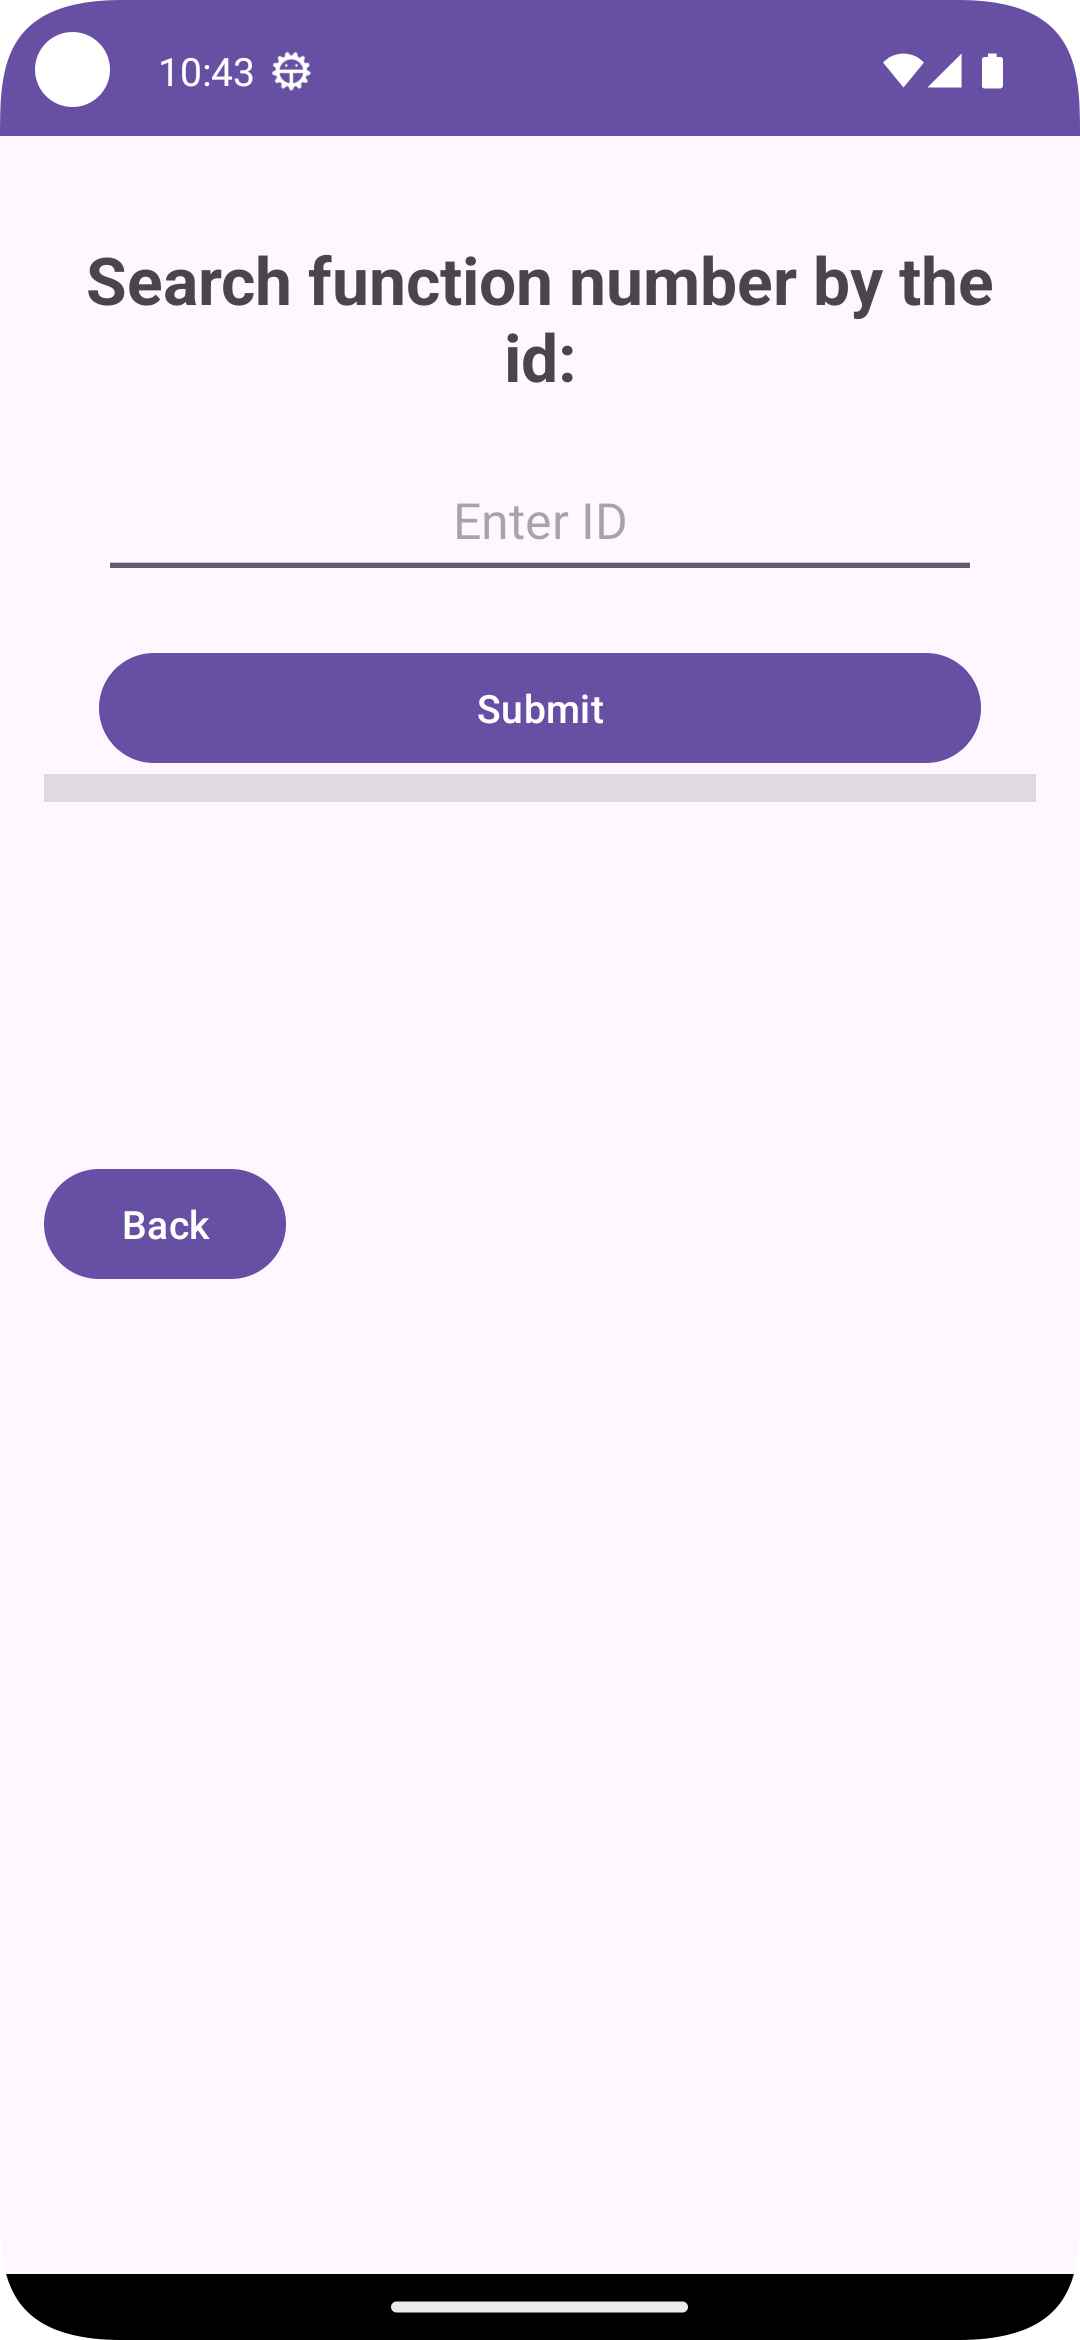 10:43
Search function number by the
id:
Enter ID
Submit
Back